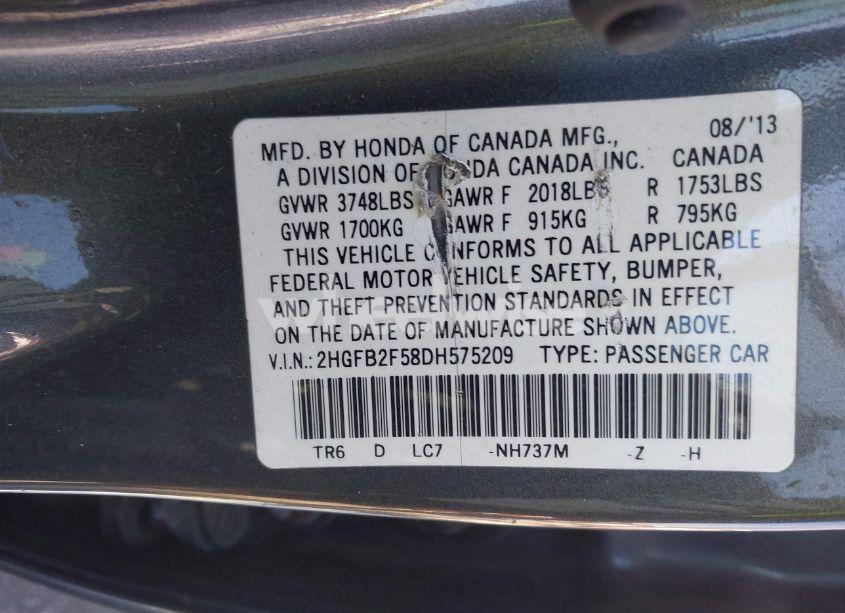 MFD. BY HONDA OF CANADA MFG., 08/'13
A DIVISION OF HONDA CANADA INC. CANADA
GVWR 3748LBS GAWR F 2018LBS R 1753LBS
GVWR 1700KG GAWR F 915KG R 795KG
THIS VEHICLE CONFORMS TO ALL APPLICABLE
FEDERAL MOTOR VEHICLE SAFETY, BUMPER,
AND THEFT PREVENTION STANDARDS IN EFFECT
ON THE DATE OF MANUFACTURE SHOWN ABOVE.
V.I.N.: 2HGFB2F58DH575209 TYPE: PASSENGER CAR
TR6 D LC7 -NH737M -Z -H